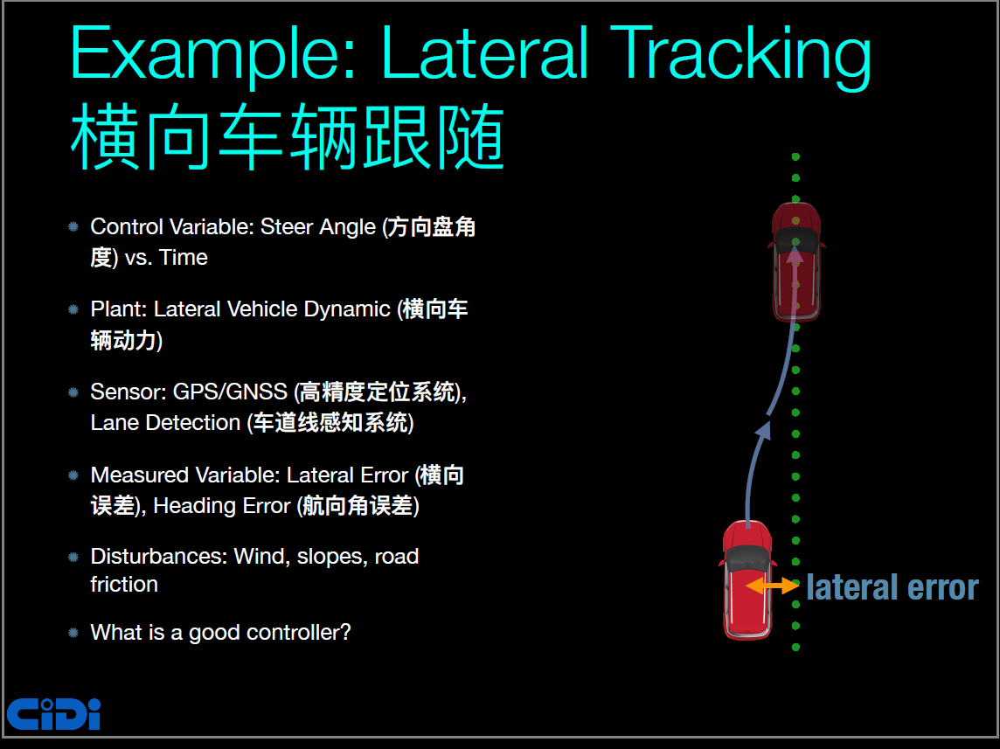 Example: Lateral Tracking
横向车辆跟随
Control Variable: Steer Angle (方向盘角
度) vs. Time
Plant: Lateral Vehicle Dynamic (横向车
辆动力)
Sensor: GPS/GNSS (高精度定位系统),
Lane Detection (车道线感知系统)
Measured Variable: Lateral Error (横向
误差), Heading Error (航向角误差)
Disturbances: Wind, slopes, road
friction
What is a good controller?
lateral error
CiDi